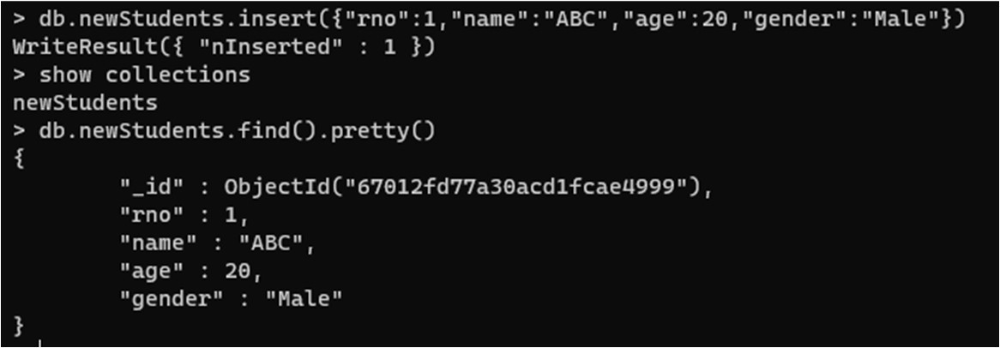 > db.newStudents.insert({"rno":1,"name":"ABC","age":20,"gender":"Male"})
WriteResult({ "nInserted" : 1 })
> show collections
newStudents
> db.newStudents.find().pretty()
{
        "_id" : ObjectId("67012fd77a30acd1fcae4999"),
        "rno" : 1,
        "name" : "ABC",
        "age" : 20,
        "gender" : "Male"
}